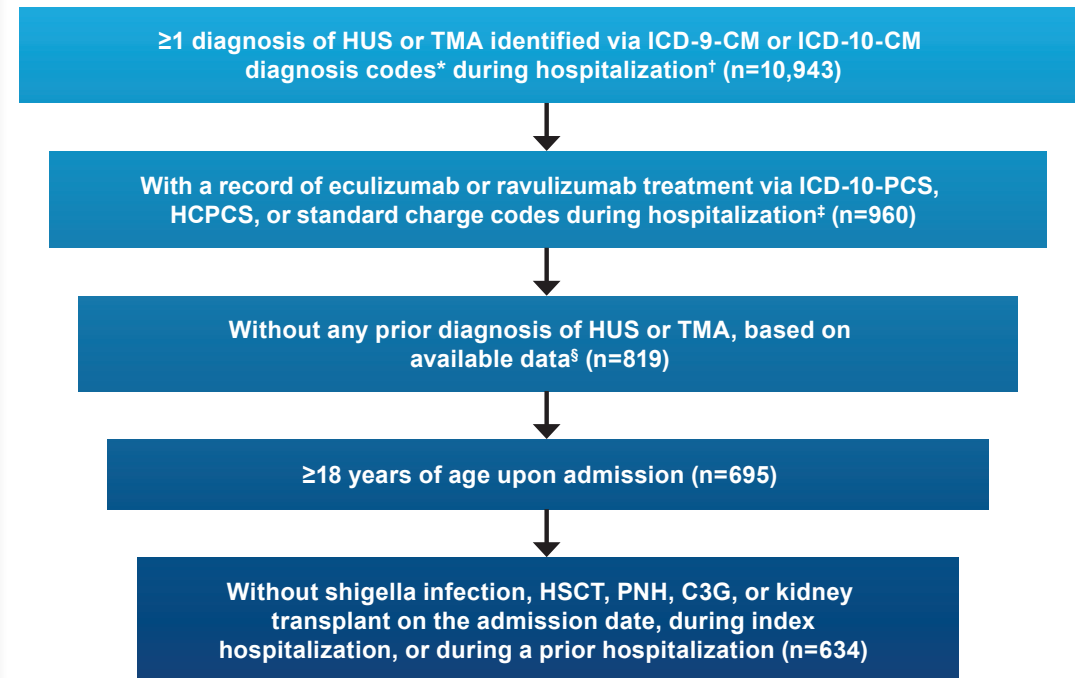 ≥1 diagnosis of HUS or TMA identified via ICD-9-CM or ICD-10-CM
diagnosis codes* during hospitalization† (n=10,943)
With a record of eculizumab or ravulizumab treatment via ICD-10-PCS,
HCPCS, or standard charge codes during hospitalization‡ (n=960)
Without any prior diagnosis of HUS or TMA, based on
available data§ (n=819)
≥18 years of age upon admission (n=695)
Without shigella infection, HSCT, PNH, C3G, or kidney
transplant on the admission date, during index
hospitalization, or during a prior hospitalization (n=634)